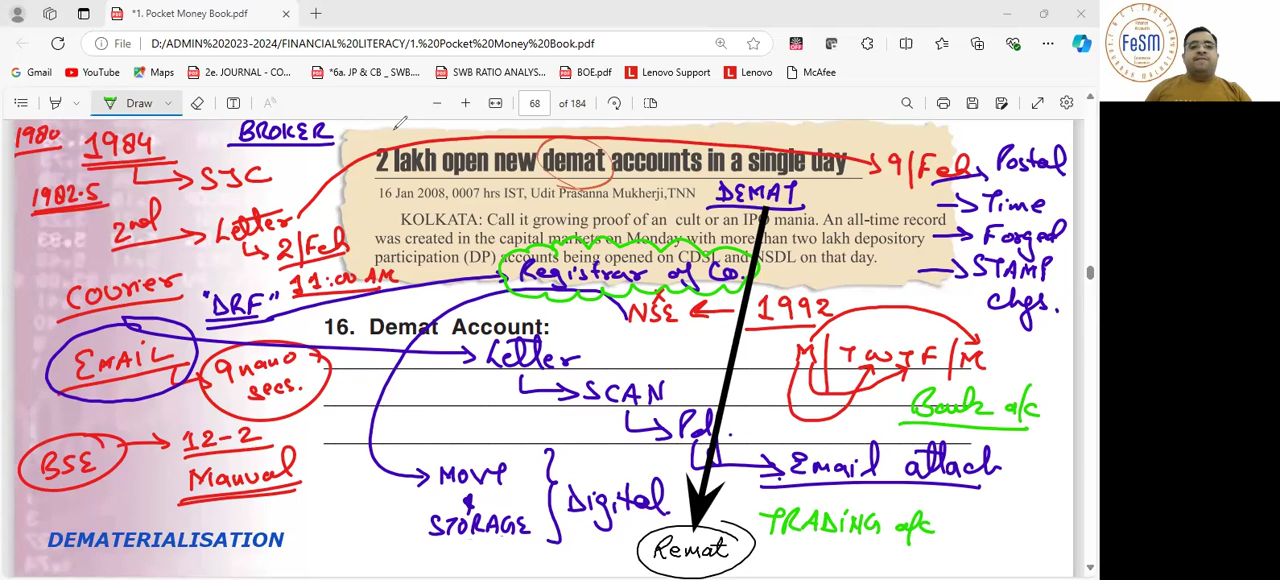 *1. Pocket Money Book.pdf
File
D:/ADMIN%202023-2024/FINANCIAL%20LITERACY/1.%20Pocket%20Money%20Book.pdf
Gmail
YouTube
Maps
2e. JOURNAL - CO...
*6a. JP & CB _ SWB....
SWB RATIO ANALYS...
BOE.pdf
Lenovo Support
Lenovo
McAfee
Draw
68 of 184
FeSM
1980
1984
SJC
1982.5
BROKER
2 lakh open new demat accounts in a single day
16 Jan 2008, 0007 hrs IST, Udit Prasanna Mukherji,TNN
DEMAT
KOLKATA: Call it growing proof of an cult or an IPO mania. An all-time record
was created in the capital markets on Monday with more than two lakh depository
participation (DP) accounts being opened on CDSL and NSDL on that day.
9/Feb
Postal
Time
Forged
STAMP
chgs.
2nd
Letter
2/Feb
11:00 AM
Courier
"DRF"
Registrar of Co.
NSE
1992
16. Demat Account:
EMAIL
9 nano
secs.
Letter
SCAN
Pdf.
Email attach
M/TWTF/M
Bank a/c
BSE
12-2
Manual
MOVE
&
STORAGE
Digital
TRADING a/c
Remat
DEMATERIALISATION